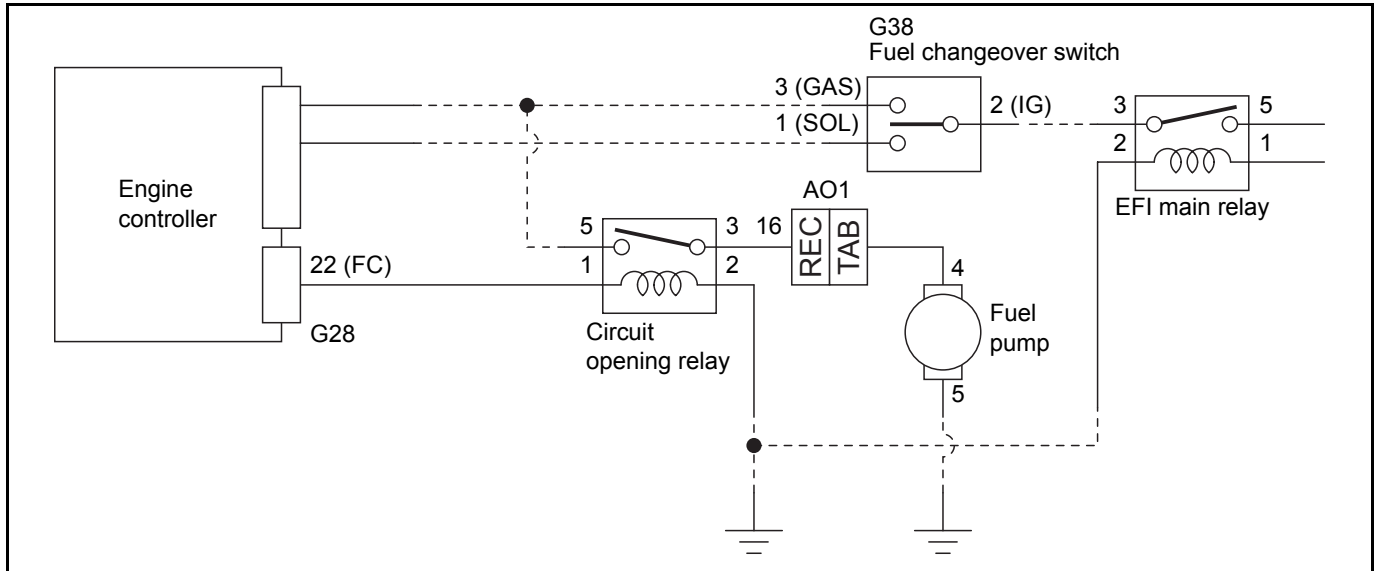 G38
Fuel changeover switch
3 (GAS)
2 (IG)
3
5
1 (SOL)
2
1
Engine
controller
AO1
EFI main relay
5
3
16
REC
TAB
1
2
22 (FC)
4
G28
Circuit
opening relay
Fuel
pump
5